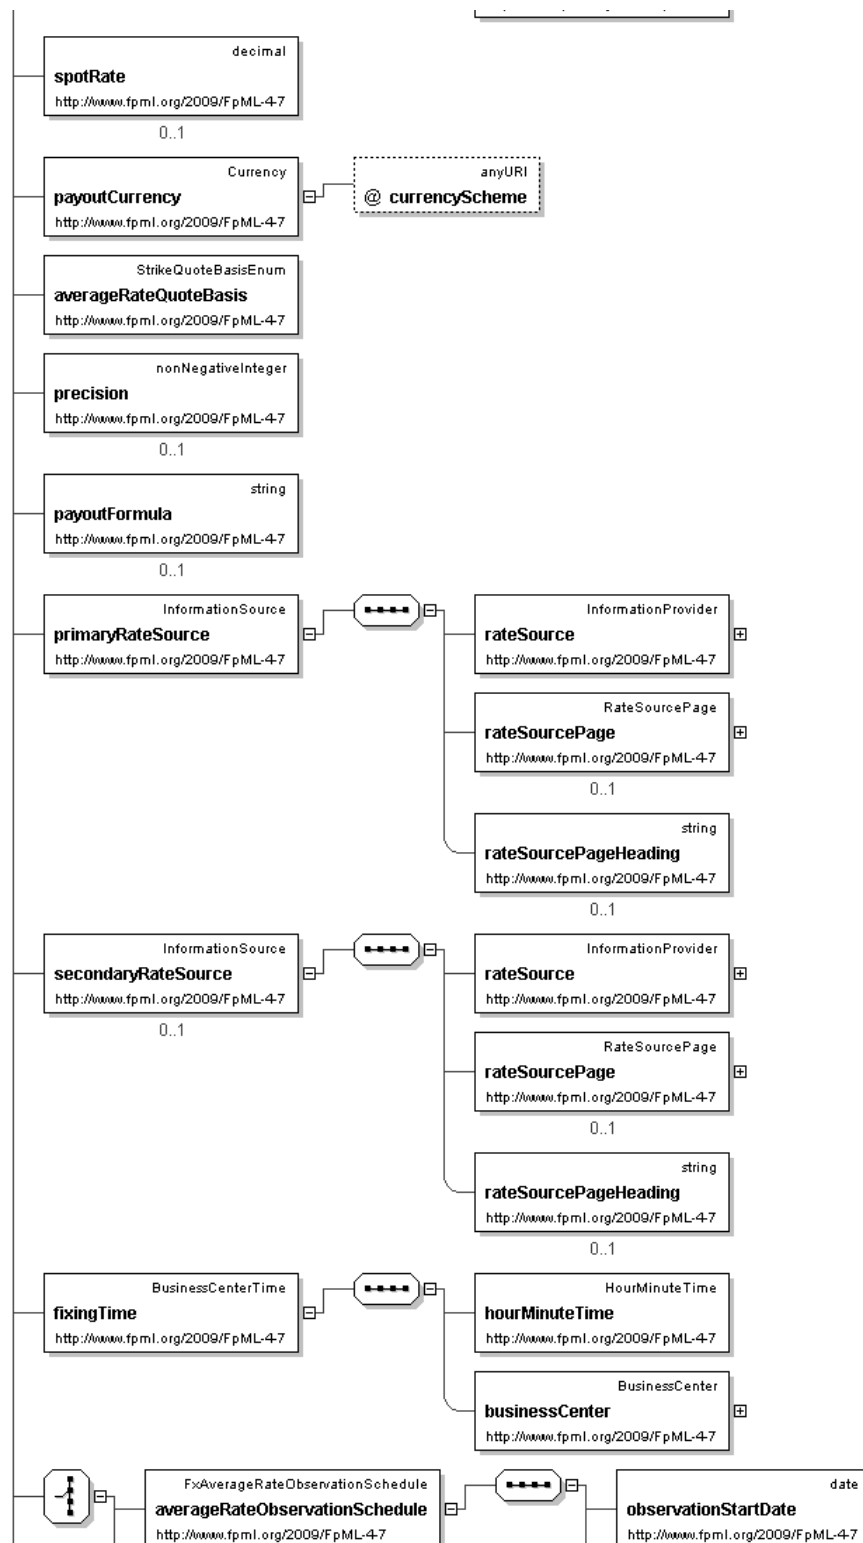 decimal
spotRate
http://www.fpml.org/2009/FpML-4-7
0..1
Currency
payoutCurrency
http://www.fpml.org/2009/FpML-4-7
anyURI
@ currencyScheme
StrikeQuoteBasisEnum
averageRateQuoteBasis
http://www.fpml.org/2009/FpML-4-7
nonNegativeInteger
precision
http://www.fpml.org/2009/FpML-4-7
0..1
string
payoutFormula
http://www.fpml.org/2009/FpML-4-7
0..1
InformationSource
primaryRateSource
http://www.fpml.org/2009/FpML-4-7
InformationProvider
rateSource
http://www.fpml.org/2009/FpML-4-7
RateSourcePage
rateSourcePage
http://www.fpml.org/2009/FpML-4-7
0..1
string
rateSourcePageHeading
http://www.fpml.org/2009/FpML-4-7
0..1
InformationSource
secondaryRateSource
http://www.fpml.org/2009/FpML-4-7
0..1
InformationProvider
rateSource
http://www.fpml.org/2009/FpML-4-7
RateSourcePage
rateSourcePage
http://www.fpml.org/2009/FpML-4-7
0..1
string
rateSourcePageHeading
http://www.fpml.org/2009/FpML-4-7
0..1
BusinessCenterTime
fixingTime
http://www.fpml.org/2009/FpML-4-7
HourMinuteTime
hourMinuteTime
http://www.fpml.org/2009/FpML-4-7
BusinessCenter
businessCenter
http://www.fpml.org/2009/FpML-4-7
FxAverageRateObservationSchedule
averageRateObservationSchedule
http://www.fpml.org/2009/FpML-4-7
date
observationStartDate
http://www.fpml.org/2009/FpML-4-7